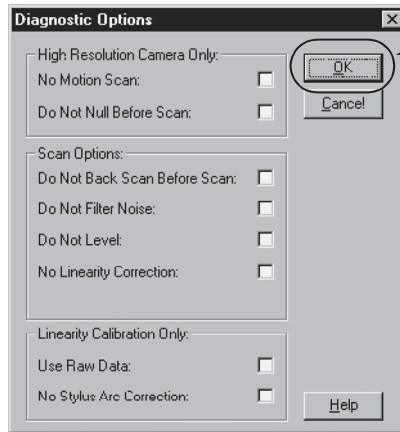 Diagnostic Options
High Resolution Camera Only:
No Motion Scan:
Do Not Null Before Scan:
OK
Cancel
Scan Options:
Do Not Back Scan Before Scan:
Do Not Filter Noise:
Do Not Level:
No Linearity Correction:
Linearity Calibration Only:
Use Raw Data:
No Stylus Arc Correction:
Help